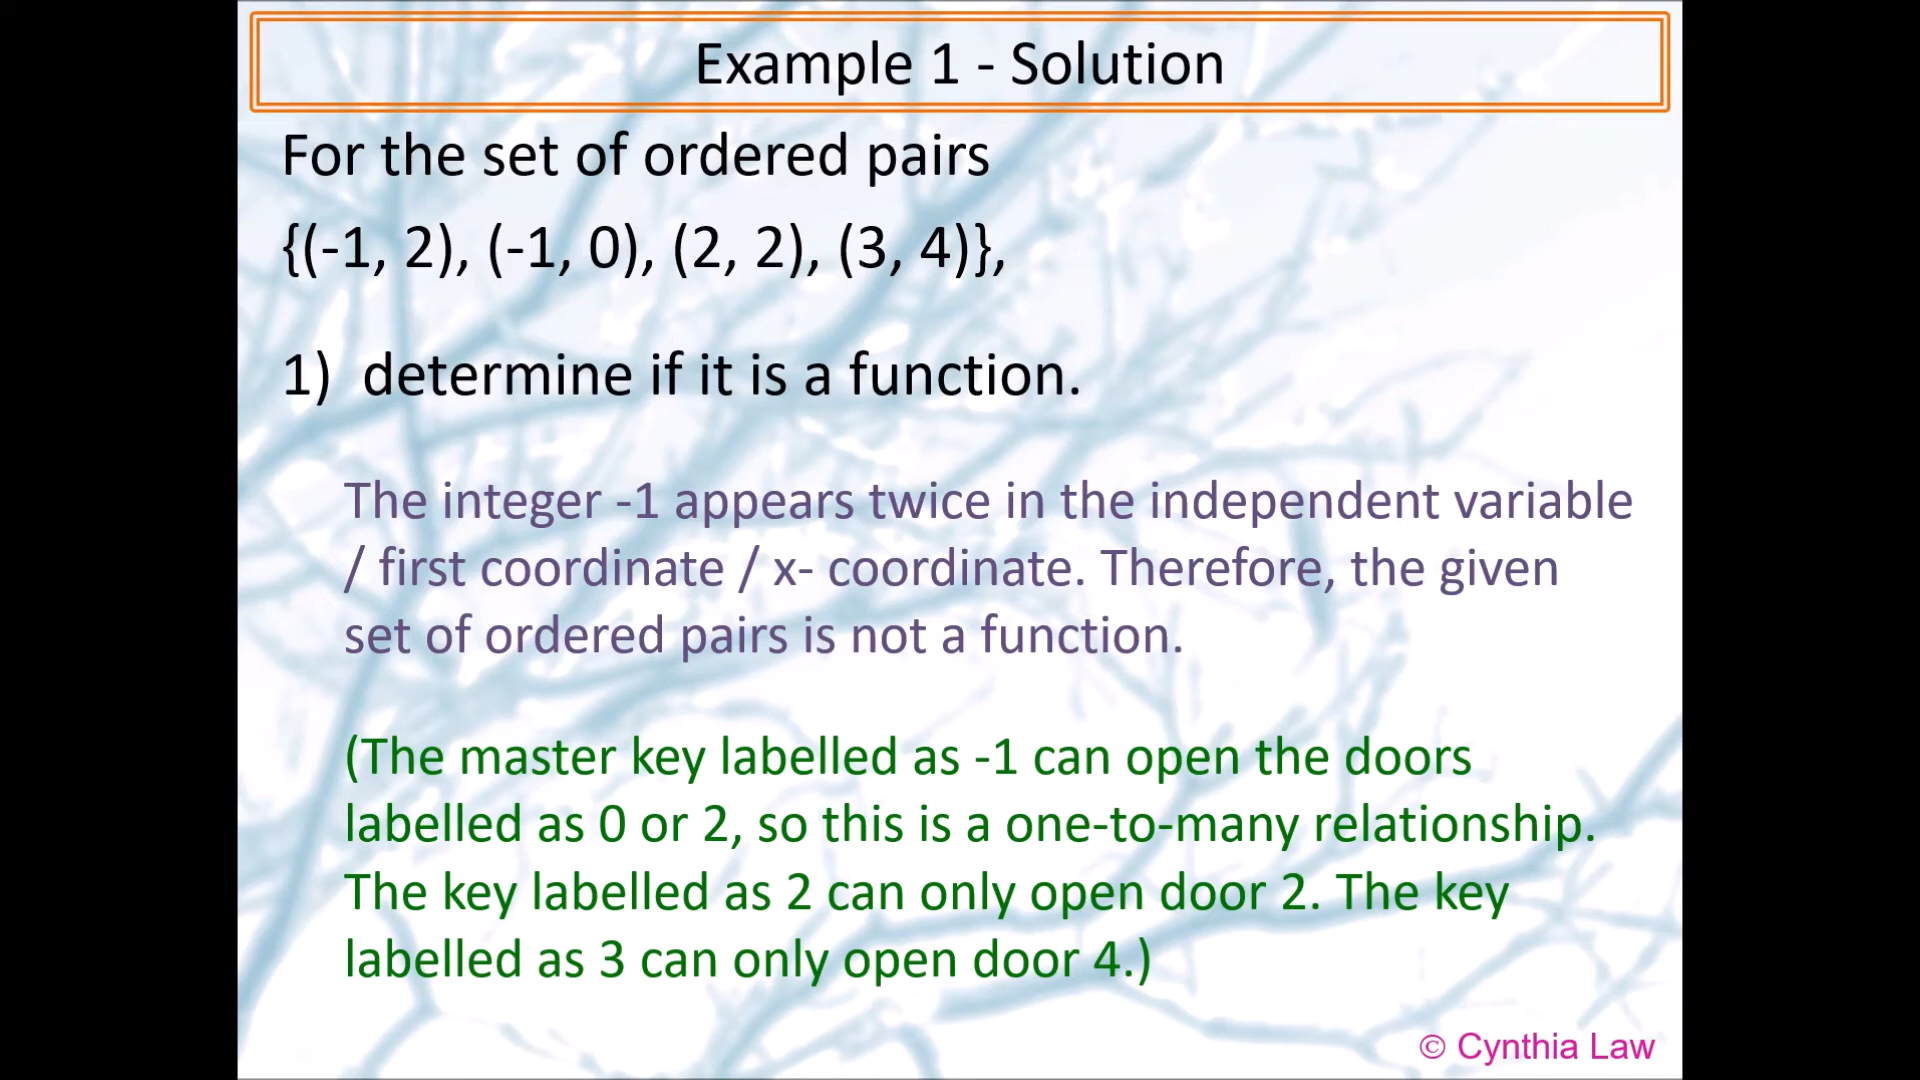 Example 1 - Solution
For the set of ordered pairs
{(-1, 2), (-1, 0), (2, 2), (3, 4)},
1) determine if it is a function.
The integer -1 appears twice in the independent variable
/ first coordinate / x- coordinate. Therefore, the given
set of ordered pairs is not a function.
(The master key labelled as -1 can open the doors
labelled as 0 or 2, so this is a one-to-many relationship.
The key labelled as 2 can only open door 2. The key
labelled as 3 can only open door 4.)
© Cynthia Law